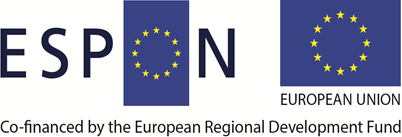 ESPON
EUROPEAN UNION
Co-financed by the European Regional Development Fund